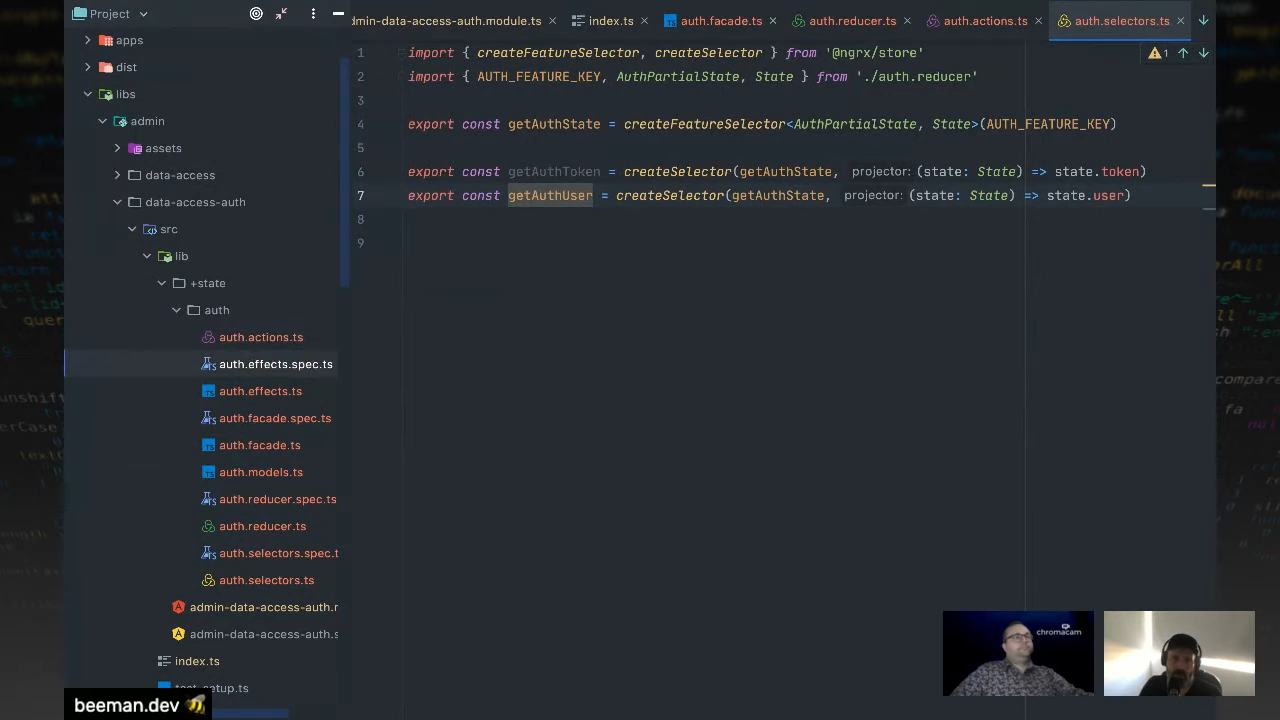 Project
dmin-data-access-auth.module.ts
index.ts
auth.facade.ts
auth.reducer.ts
auth.actions.ts
auth.selectors.ts
apps
dist
libs
admin
assets
data-access
data-access-auth
src
lib
+state
auth
auth.actions.ts
auth.effects.spec.ts
auth.effects.ts
auth.facade.spec.ts
auth.facade.ts
auth.models.ts
auth.reducer.spec.ts
auth.reducer.ts
auth.selectors.spec.t
auth.selectors.ts
admin-data-access-auth.r
admin-data-access-auth.s
index.ts
test_setup.ts
1 import { createFeatureSelector, createSelector } from '@ngrx/store'
2 import { AUTH_FEATURE_KEY, AuthPartialState, State } from './auth.reducer'
3
4 export const getAuthState = createFeatureSelector<AuthPartialState, State>(AUTH_FEATURE_KEY)
5
6 export const getAuthToken = createSelector(getAuthState, projector: (state: State) => state.token)
7 export const getAuthUser = createSelector(getAuthState, projector: (state: State) => state.user)
8
9
1
chromacam
beeman.dev